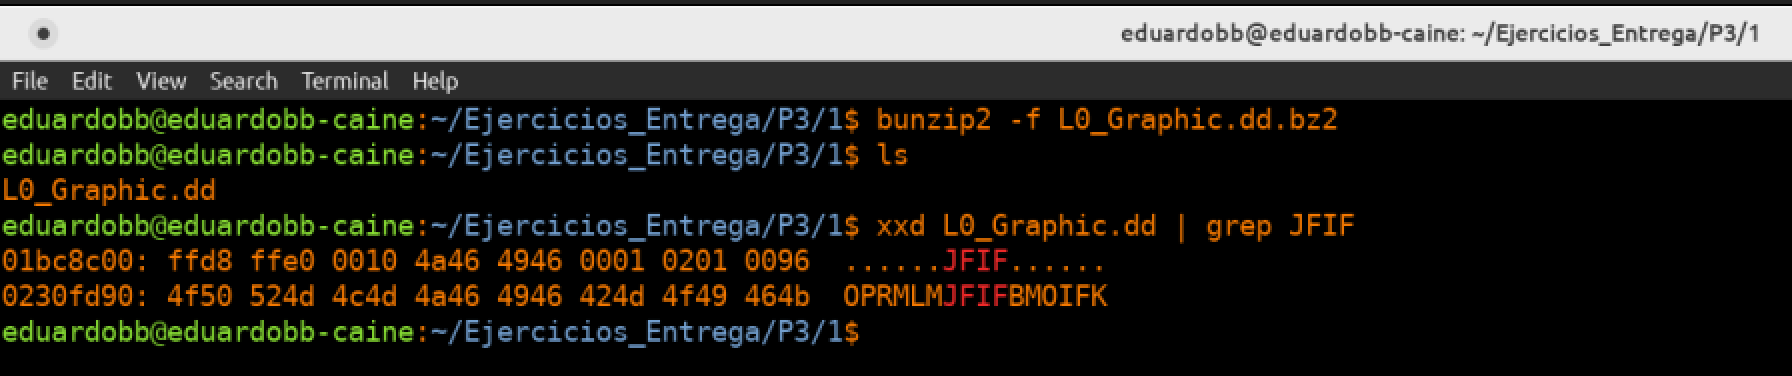 eduardobb@eduardobb-caine: ~/Ejercicios_Entrega/P3/1
File Edit View Search Terminal Help
eduardobb@eduardobb-caine:~/Ejercicios_Entrega/P3/1$ bunzip2 -f L0_Graphic.dd.bz2
eduardobb@eduardobb-caine:~/Ejercicios_Entrega/P3/1$ ls
L0_Graphic.dd
eduardobb@eduardobb-caine:~/Ejercicios_Entrega/P3/1$ xxd L0_Graphic.dd | grep JFIF
01bc8c00: ffd8 ffe0 0010 4a46 4946 0001 0201 0096  ......JFIF......
0230fd90: 4f50 524d 4c4d 4a46 4946 424d 4f49 464b  OPRMLMJFIFBMOIFK
eduardobb@eduardobb-caine:~/Ejercicios_Entrega/P3/1$